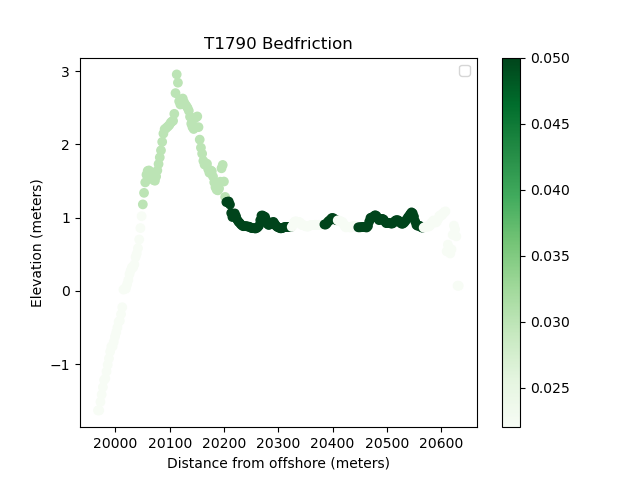 T1790 Bedfriction
Elevation (meters)
3
2
1
0
−1
20000 20100 20200 20300 20400 20500 20600
Distance from offshore (meters)
0.050
0.045
0.040
0.035
0.030
0.025